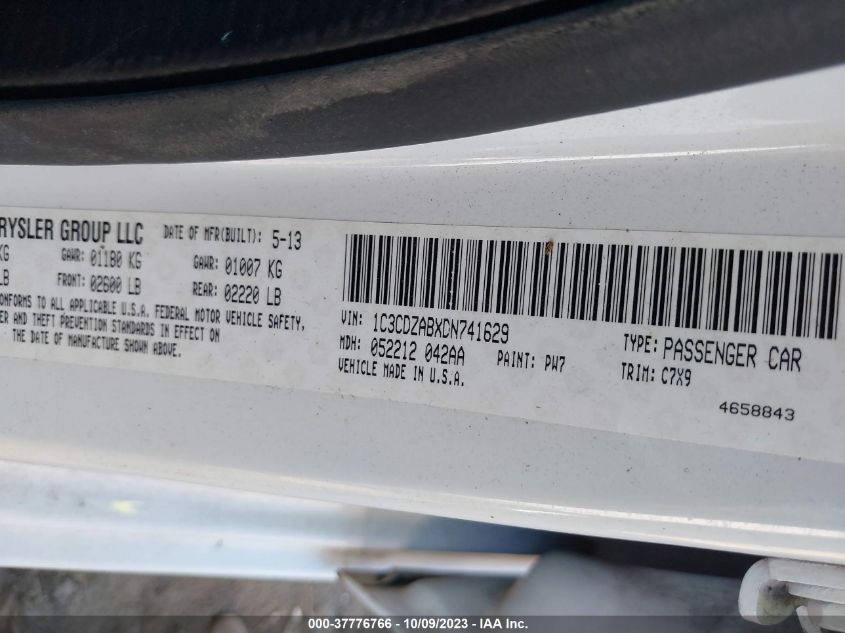 RYSLER GROUP LLC DATE OF MFR(BUILT): 5-13
KG GAWR: 01180 KG GAWR: 01007 KG
LB FRONT: 02600 LB REAR: 02220 LB
CONFORMS TO ALL APPLICABLE U.S.A. FEDERAL MOTOR VEHICLE SAFETY,
ER AND THEFT PREVENTION STANDARDS IN EFFECT ON
THE DATE OF MANUFACTURE SHOWN ABOVE.
VIN: 1C3CDZABXDN741629 TYPE: PASSENGER CAR
MDH: 052212 042AA PAINT: PW7 TRIM: C7X9
VEHICLE MADE IN U.S.A.
4658843
000-37776766 - 10/09/2023 - IAA Inc.